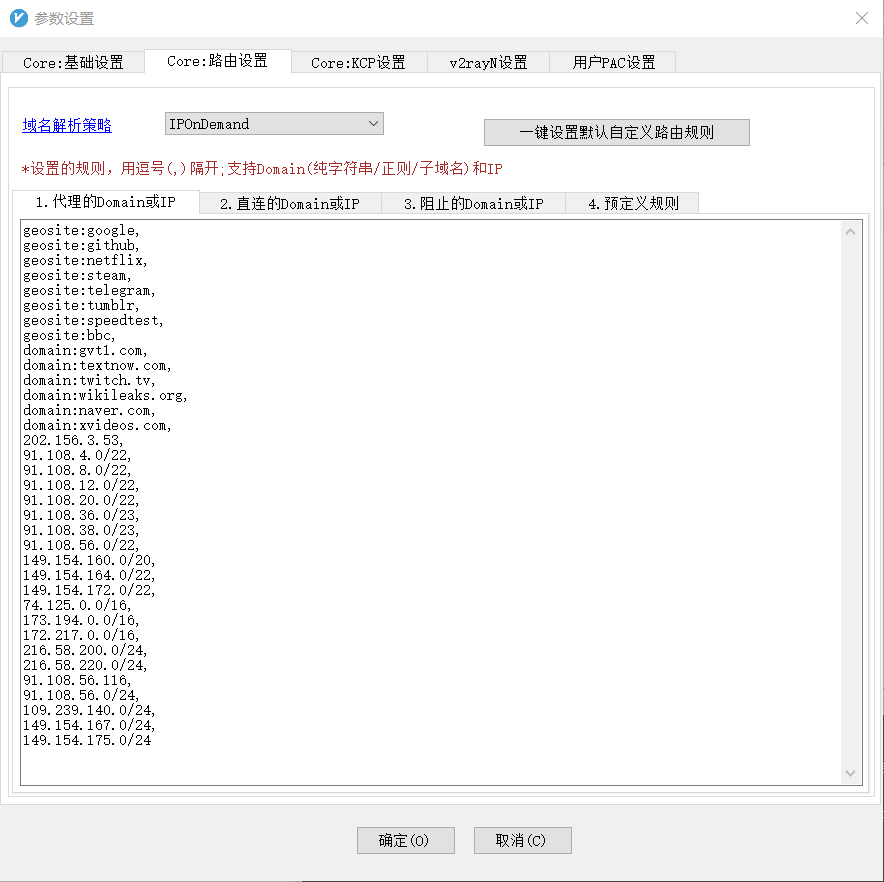 参数设置
Core:基础设置
Core:路由设置
Core:KCP设置
v2rayN设置
用户PAC设置
域名解析策略
IPOnDemand
一键设置默认自定义路由规则
*设置的规则，用逗号(,)隔开;支持Domain(纯字符串/正则/子域名)和IP
1.代理的Domain或IP
2.直连的Domain或IP
3.阻止的Domain或IP
4.预定义规则
geosite:google,
geosite:github,
geosite:netflix,
geosite:steam,
geosite:telegram,
geosite:tumblr,
geosite:speedtest,
geosite:bbc,
domain:gvt1.com,
domain:textnow.com,
domain:twitch.tv,
domain:wikileaks.org,
domain:naver.com,
domain:xvideos.com,
202.156.3.53,
91.108.4.0/22,
91.108.8.0/22,
91.108.12.0/22,
91.108.20.0/22,
91.108.36.0/23,
91.108.38.0/23,
91.108.56.0/22,
149.154.160.0/20,
149.154.164.0/22,
149.154.172.0/22,
74.125.0.0/16,
173.194.0.0/16,
172.217.0.0/16,
216.58.200.0/24,
216.58.220.0/24,
91.108.56.116,
91.108.56.0/24,
109.239.140.0/24,
149.154.167.0/24,
149.154.175.0/24
确定(O)
取消(C)